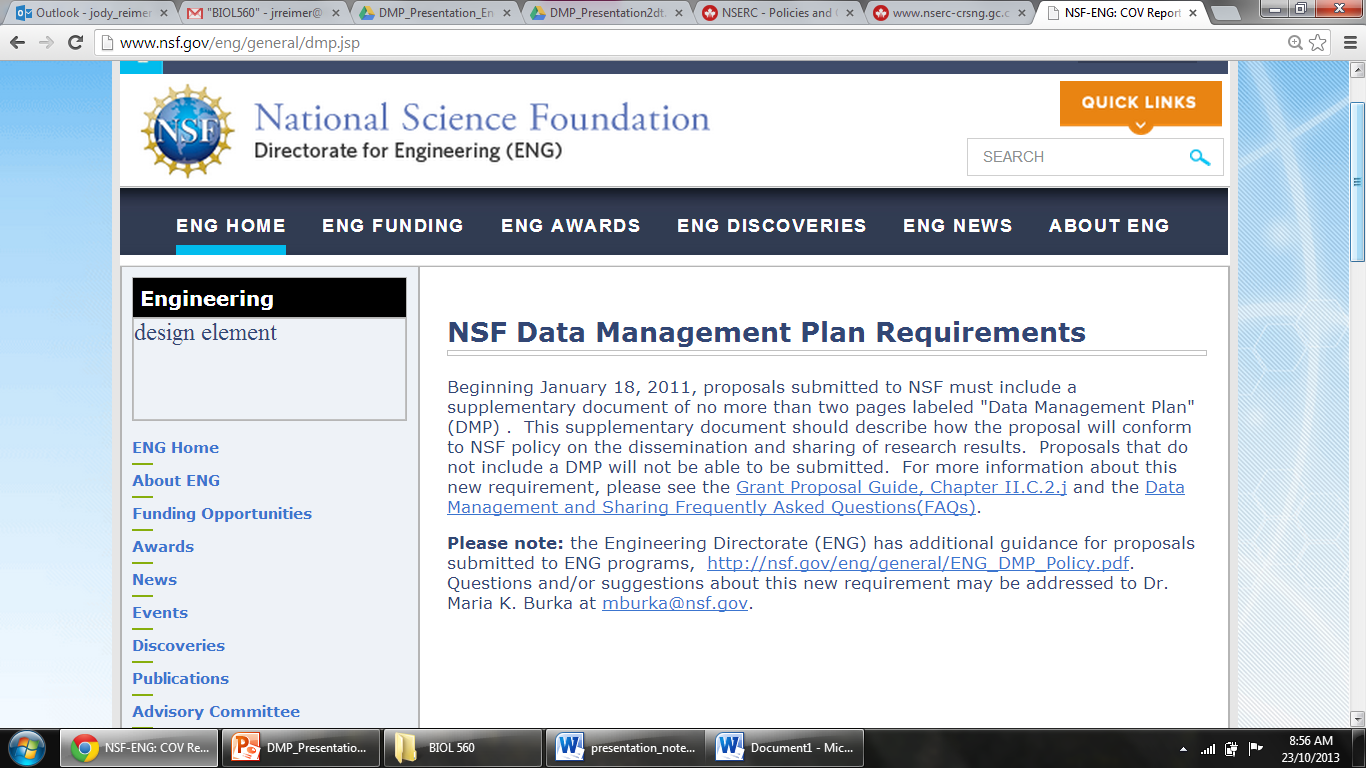 Outlook - jody_reimer
"BIOL560" - jrreimer@
DMP_Presentation_En
DMP_Presentation2dt.
NSERC - Policies and
www.nserc-crsng.gc.c
NSF-ENG: COV Report
www.nsf.gov/eng/general/dmp.jsp
NSF
National Science Foundation
Directorate for Engineering (ENG)
QUICK LINKS
SEARCH
ENG HOME ENG FUNDING ENG AWARDS ENG DISCOVERIES ENG NEWS ABOUT ENG
Engineering
design element
ENG Home
About ENG
Funding Opportunities
Awards
News
Events
Discoveries
Publications
Advisory Committee
NSF Data Management Plan Requirements
Beginning January 18, 2011, proposals submitted to NSF must include a
supplementary document of no more than two pages labeled "Data Management Plan"
(DMP) .  This supplementary document should describe how the proposal will conform
to NSF policy on the dissemination and sharing of research results.  Proposals that do
not include a DMP will not be able to be submitted.  For more information about this
new requirement, please see the Grant Proposal Guide, Chapter II.C.2.j and the Data
Management and Sharing Frequently Asked Questions(FAQs).
Please note: the Engineering Directorate (ENG) has additional guidance for proposals
submitted to ENG programs,  http://nsf.gov/eng/general/ENG_DMP_Policy.pdf.
Questions and/or suggestions about this new requirement may be addressed to Dr.
Maria K. Burka at mburka@nsf.gov.
NSF-ENG: COV Re...
DMP_Presentatio...
BIOL 560
presentation_note...
Document1 - Mic...
8:56 AM
23/10/2013